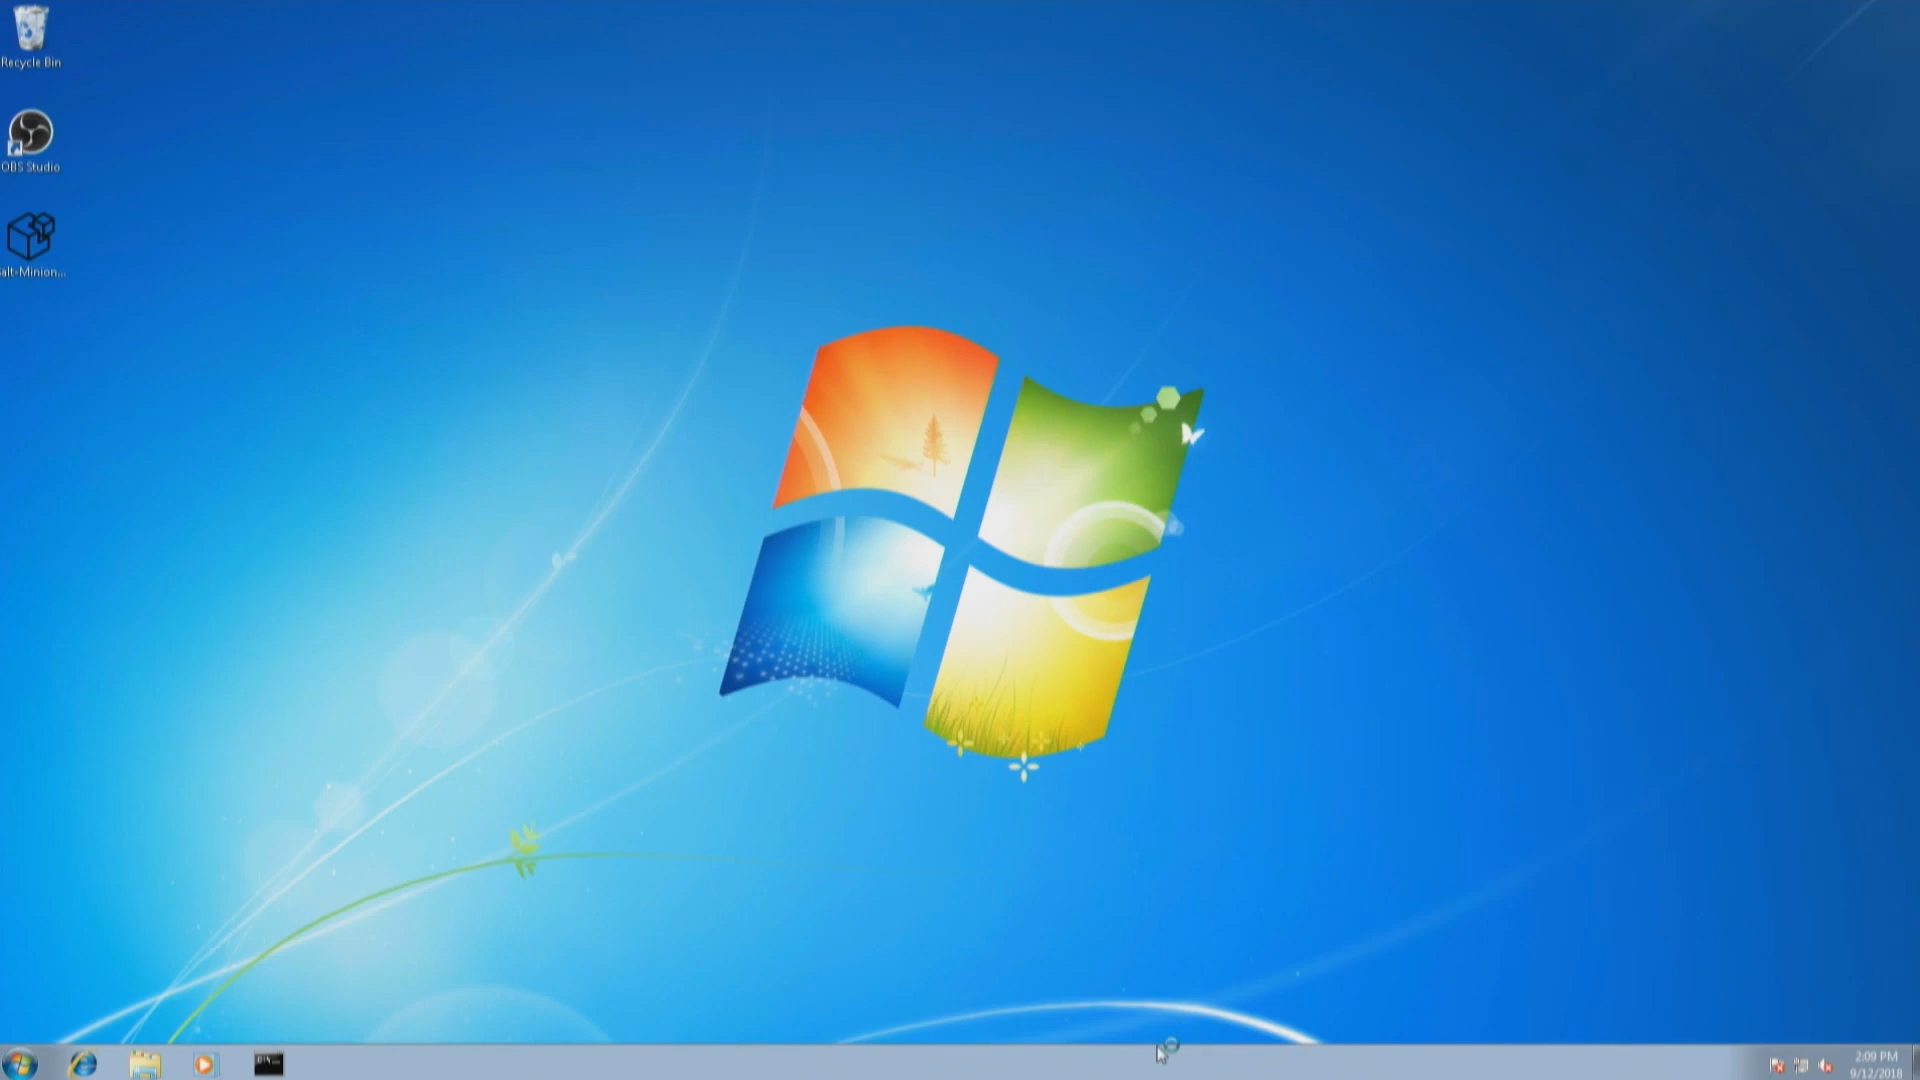 Recycle Bin
OBS Studio
alt-Minion...
C:\
2:09 PM
9/12/2018